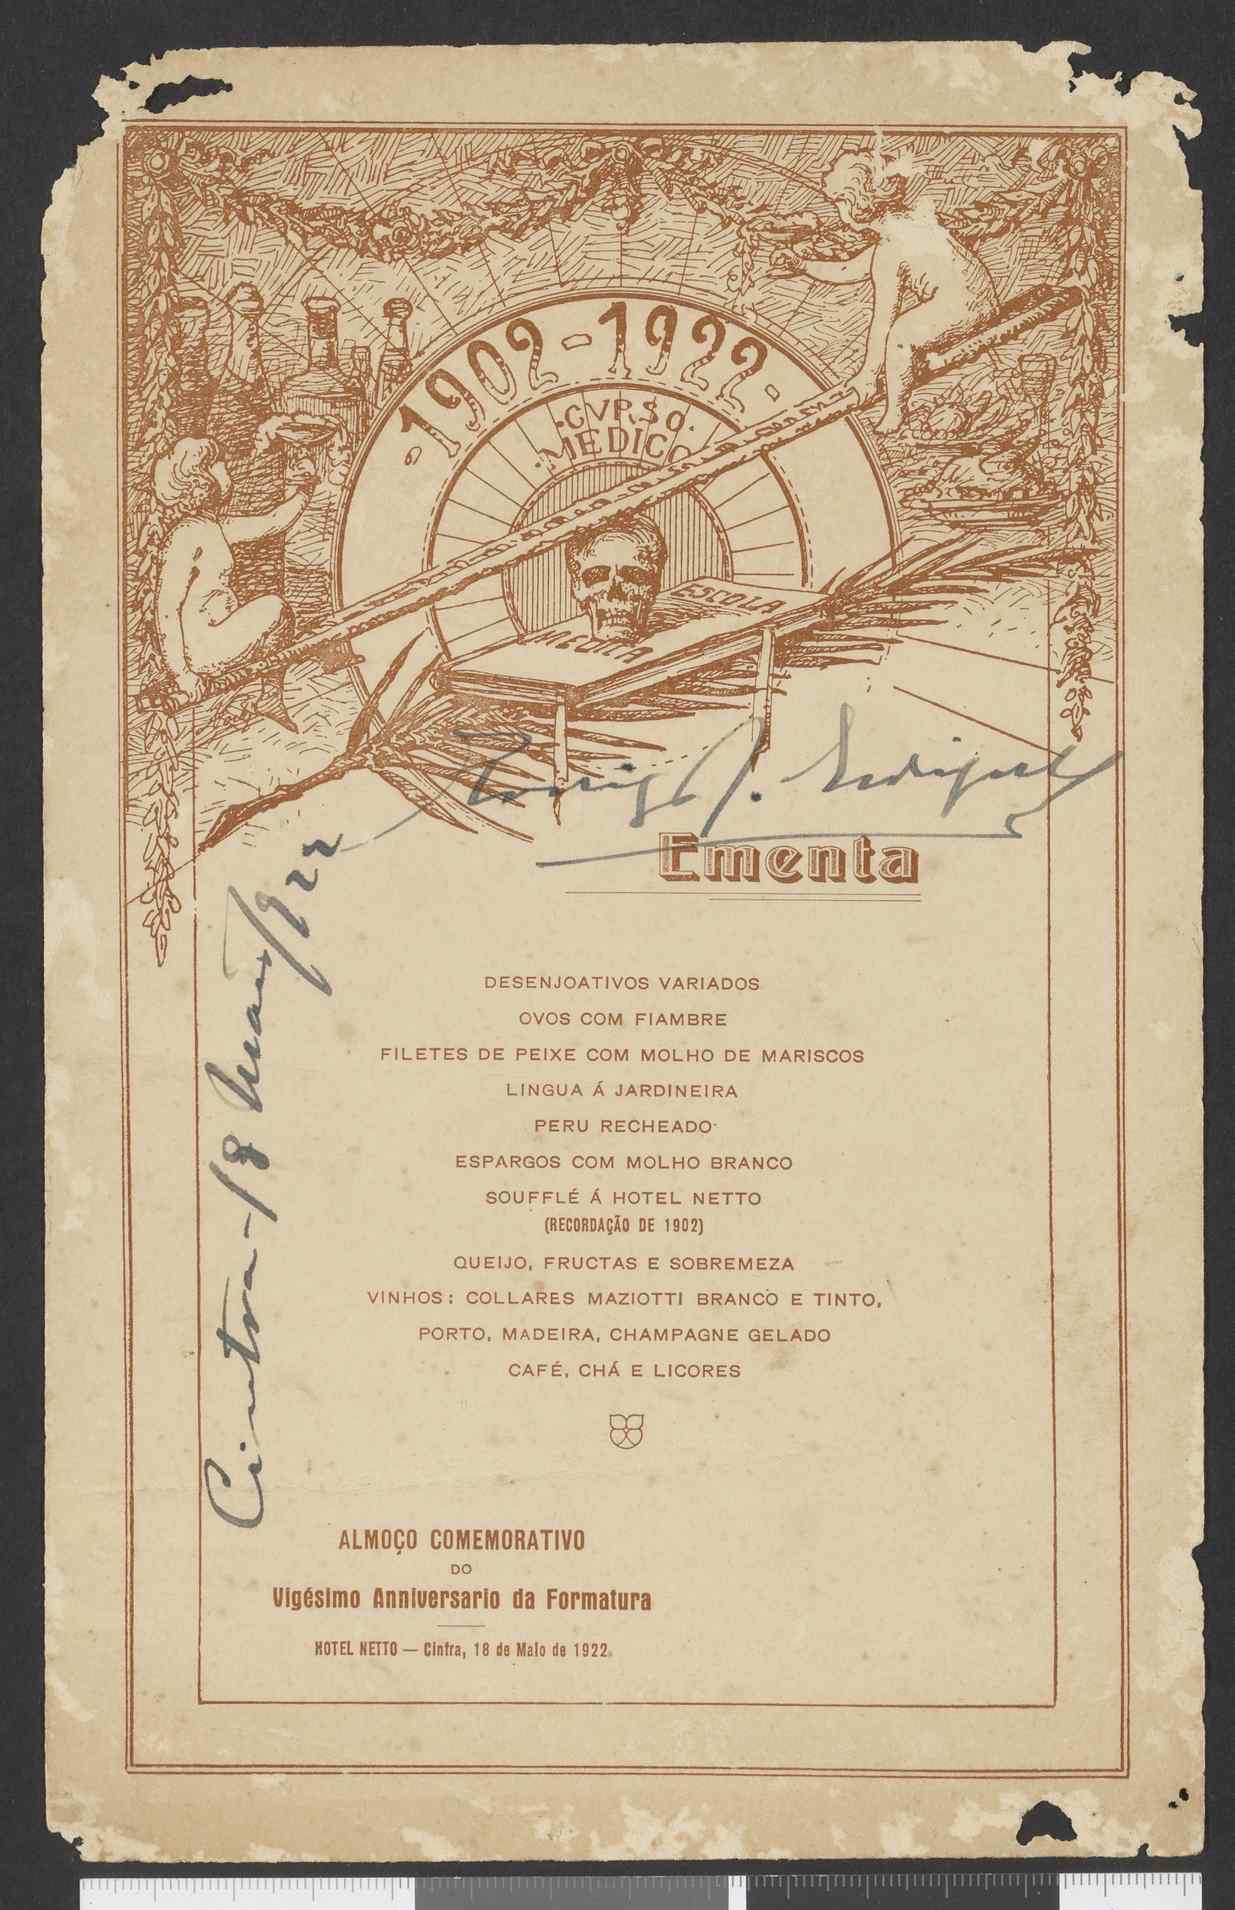 ·1902-1922·
·CVRSO·
·MEDICO
ESCOLA
MEDICA
Ementa
DESENJOATIVOS VARIADOS
OVOS COM FIAMBRE
FILETES DE PEIXE COM MOLHO DE MARISCOS
LINGUA Á JARDINEIRA
PERU RECHEADO
ESPARGOS COM MOLHO BRANCO
SOUFFLÉ Á HOTEL NETTO
(RECORDAÇÃO DE 1902)
QUEIJO, FRUCTAS E SOBREMEZA
VINHOS: COLLARES MAZIOTTI BRANCO E TINTO,
PORTO, MADEIRA, CHAMPAGNE GELADO
CAFÉ, CHÁ E LICORES
Cintra - 18 Maio/922
ALMOÇO COMEMORATIVO
DO
Vigésimo Anniversario da Formatura
HOTEL NETTO — Cintra, 18 de Maio de 1922.